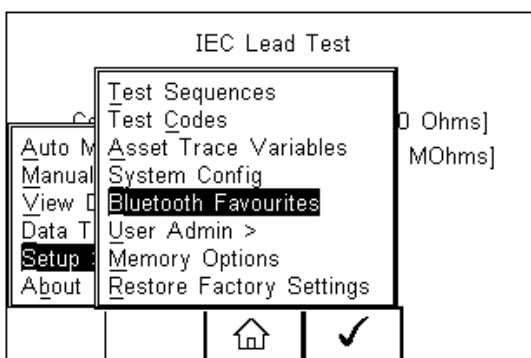 IEC Lead Test
Test Sequences
Test Codes
Asset Trace Variables
System Config
Bluetooth Favourites
User Admin >
Memory Options
Restore Factory Settings
Ohms]
MOhms]
Auto
Manual
View
Data
Setup
About